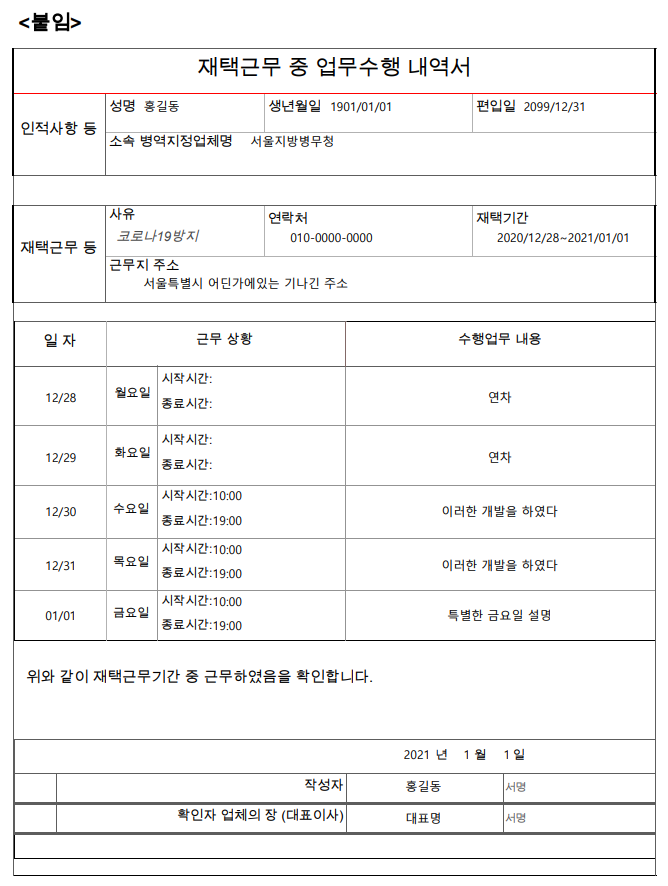 <붙임>
재택근무 중 업무수행 내역서
인적사항 등
성명 홍길동 생년월일 1901/01/01 편입일 2099/12/31
소속 병역지정업체명 서울지방병무청
재택근무 등
사유 연락처 재택기간
코로나19방지 010-0000-0000 2020/12/28~2021/01/01
근무지 주소
서울특별시 어딘가에있는 기나긴 주소
일 자 근무 상황 수행업무 내용
12/28 월요일 시작시간: 연차
종료시간:
12/29 화요일 시작시간: 연차
종료시간:
12/30 수요일 시작시간:10:00 이러한 개발을 하였다
종료시간:19:00
12/31 목요일 시작시간:10:00 이러한 개발을 하였다
종료시간:19:00
01/01 금요일 시작시간:10:00 특별한 금요일 설명
종료시간:19:00
위와 같이 재택근무기간 중 근무하였음을 확인합니다.
2021 년 1 월 1 일
작성자 홍길동 서명
확인자 업체의 장 (대표이사) 대표명 서명